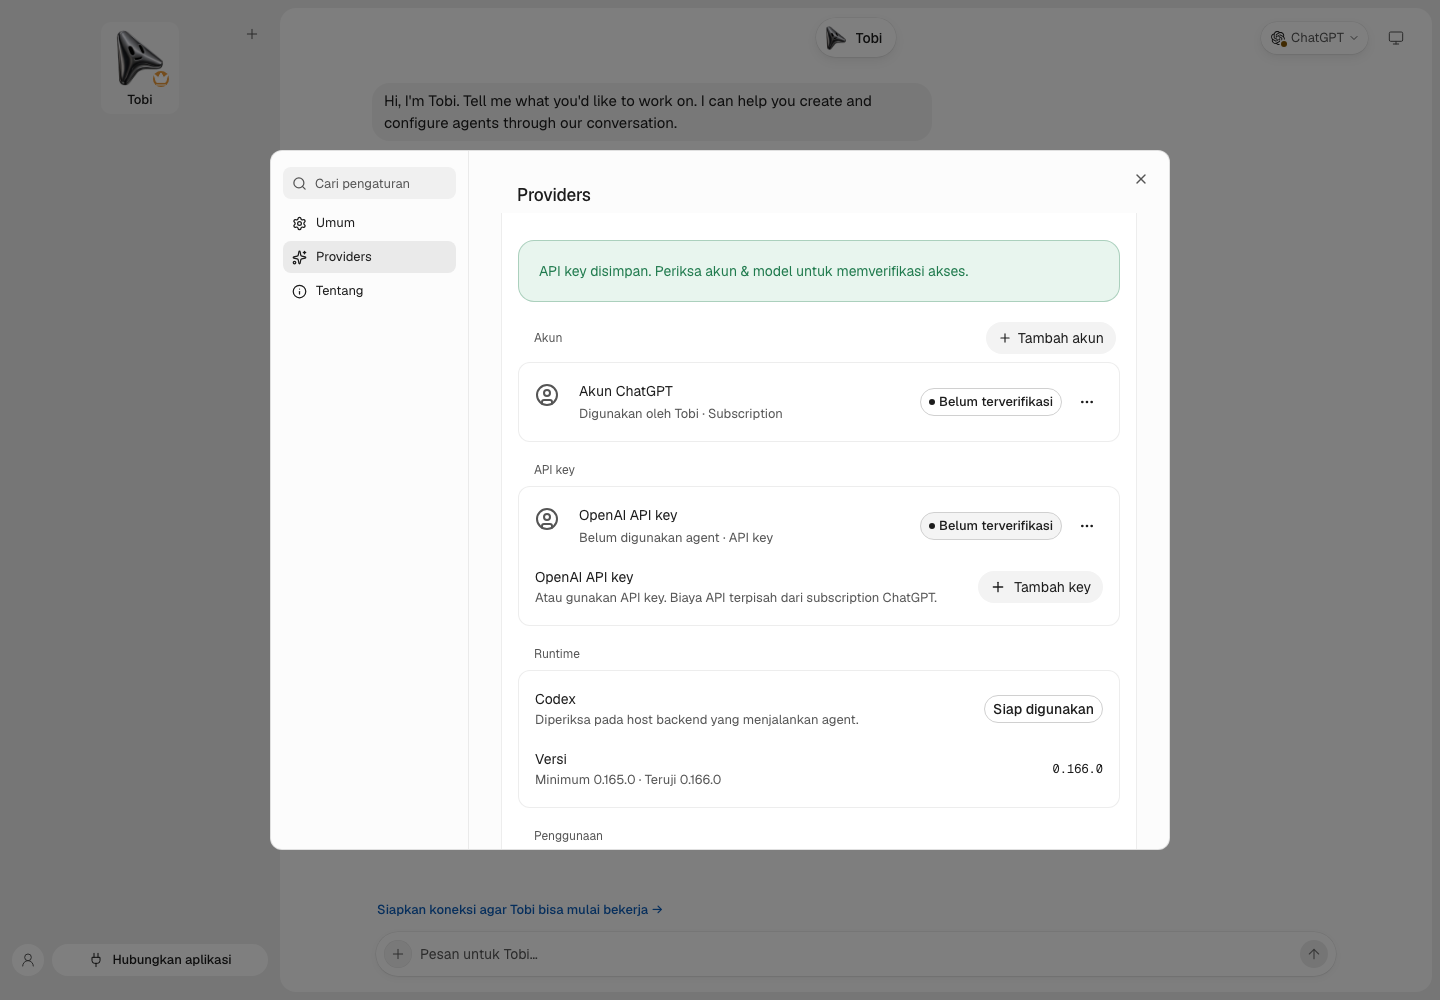 Tobi
Tobi
ChatGPT
Hi, I'm Tobi. Tell me what you'd like to work on. I can help you create and
configure agents through our conversation.
Cari pengaturan
Umum
Providers
Tentang
Providers
API key disimpan. Periksa akun & model untuk memverifikasi akses.
Akun
Tambah akun
Akun ChatGPT
Digunakan oleh Tobi · Subscription
Belum terverifikasi
API key
OpenAI API key
Belum digunakan agent · API key
Belum terverifikasi
OpenAI API key
Atau gunakan API key. Biaya API terpisah dari subscription ChatGPT.
Tambah key
Runtime
Codex
Diperiksa pada host backend yang menjalankan agent.
Siap digunakan
Versi
Minimum 0.165.0 · Teruji 0.166.0
0.166.0
Penggunaan
Siapkan koneksi agar Tobi bisa mulai bekerja →
Hubungkan aplikasi
Pesan untuk Tobi...